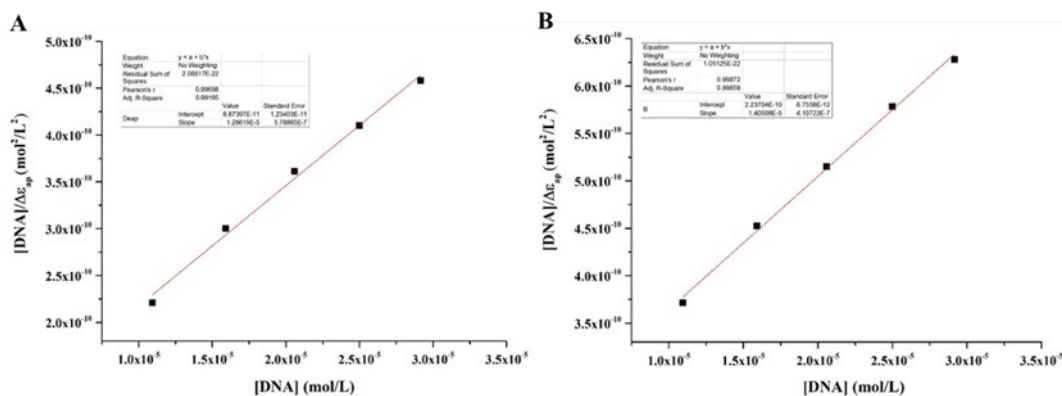 A
[DNA]/Δε_ap (mol²/L²)
5.0x10⁻¹⁰
4.5x10⁻¹⁰
4.0x10⁻¹⁰
3.5x10⁻¹⁰
3.0x10⁻¹⁰
2.5x10⁻¹⁰
2.0x10⁻¹⁰
Equation y = a + b*x
Weight No Weighting
Residual Sum of Squares 2.08817E-22
Pearson's r 0.99698
Adj. R-Square 0.99195
Value Standard Error
Deap Intercept 8.87397E-11 1.23403E-11
Slope 1.28619E-5 5.78865E-7
1.0x10⁻⁵ 1.5x10⁻⁵ 2.0x10⁻⁵ 2.5x10⁻⁵ 3.0x10⁻⁵ 3.5x10⁻⁵
[DNA] (mol/L)
B
[DNA]/Δε_ap (mol²/L²)
6.5x10⁻¹⁰
6.0x10⁻¹⁰
5.5x10⁻¹⁰
5.0x10⁻¹⁰
4.5x10⁻¹⁰
4.0x10⁻¹⁰
3.5x10⁻¹⁰
Equation y = a + b*x
Weight No Weighting
Residual Sum of Squares 1.05125E-22
Pearson's r 0.99872
Adj. R-Square 0.99659
Value Standard Error
B Intercept 2.23704E-10 8.7558E-12
Slope 1.40508E-5 4.10722E-7
1.0x10⁻⁵ 1.5x10⁻⁵ 2.0x10⁻⁵ 2.5x10⁻⁵ 3.0x10⁻⁵ 3.5x10⁻⁵
[DNA] (mol/L)